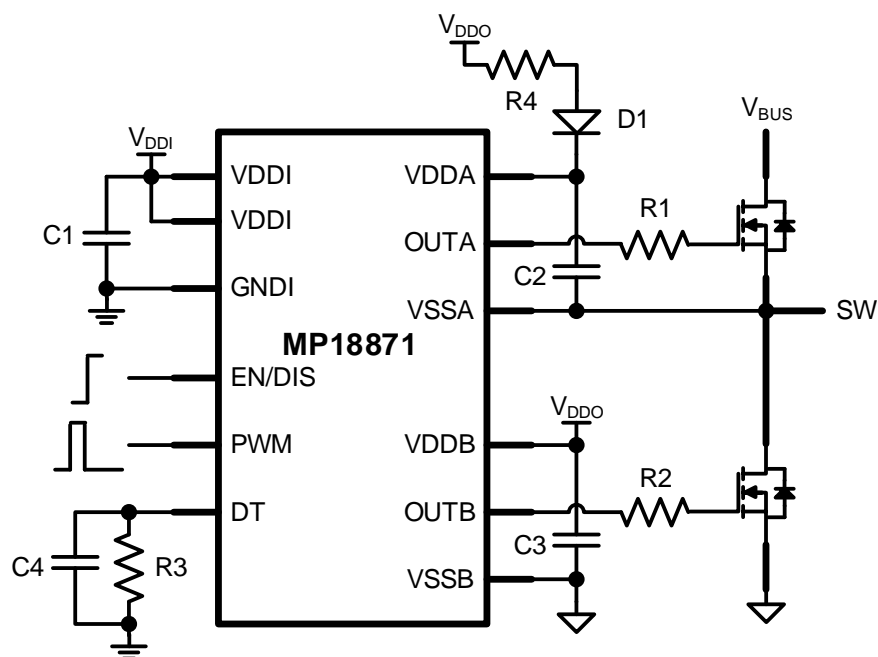 VDDO
R4
D1
VBUS
VDDI
VDDI
VDDA
R1
VDDI
C1
OUTA
C2
GNDI
VSSA
SW
MP18871
EN/DIS
VDDO
PWM
VDDB
R2
DT
OUTB
C4
R3
C3
VSSB